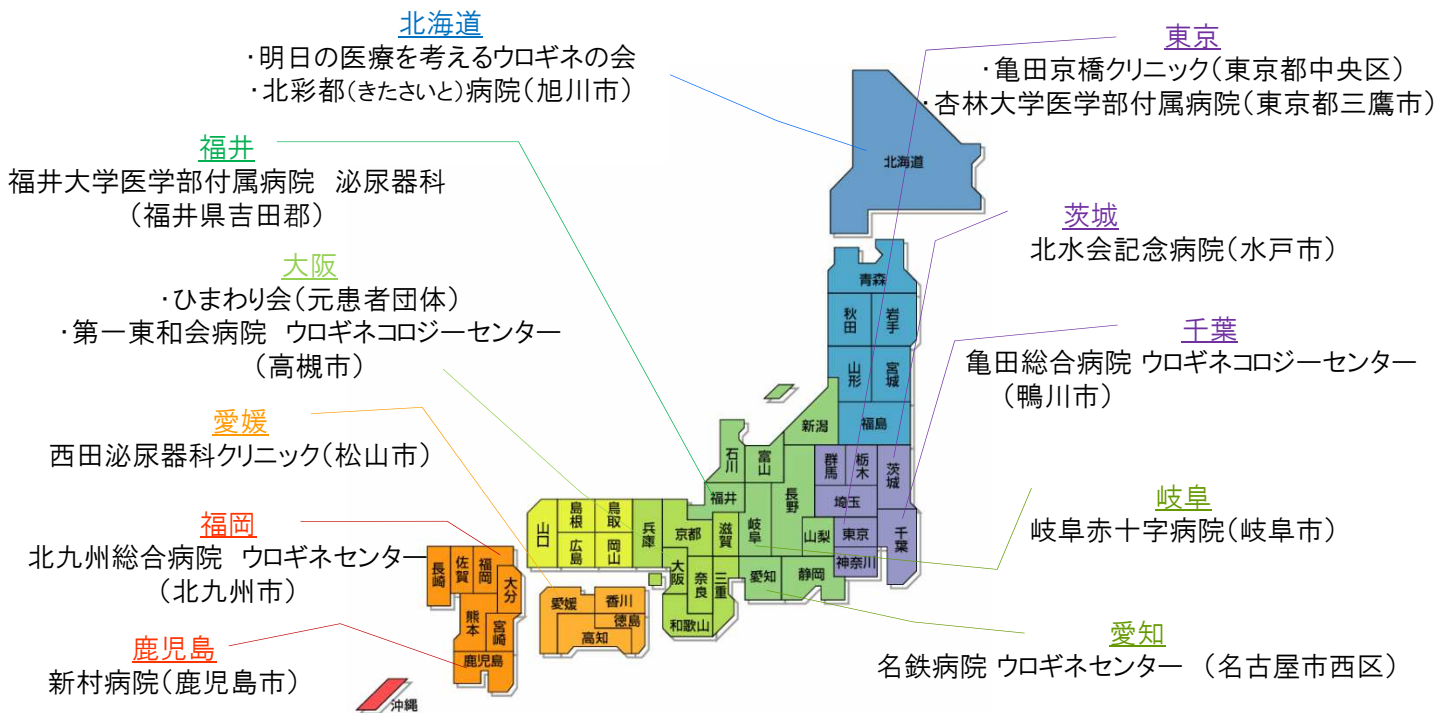 北海道
・明日の医療を考えるウロギネの会
・北彩都(きたさいと)病院(旭川市)
福井
福井大学医学部付属病院 泌尿器科
(福井県吉田郡)
大阪
・ひまわり会(元患者団体)
・第一東和会病院 ウロギネコロジーセンター
(高槻市)
愛媛
西田泌尿器科クリニック(松山市)
福岡
北九州総合病院 ウロギネセンター
(北九州市)
鹿児島
新村病院(鹿児島市)
東京
・亀田京橋クリニック(東京都中央区)
・杏林大学医学部付属病院(東京都三鷹市)
茨城
北水会記念病院(水戸市)
千葉
亀田総合病院 ウロギネコロジーセンター
(鴨川市)
岐阜
岐阜赤十字病院(岐阜市)
愛知
名鉄病院 ウロギネセンター (名古屋市西区)
北海道
青森
秋田
岩手
山形
宮城
福島
新潟
石川
富山
群馬
栃木
茨城
福井
岐阜
長野
埼玉
山梨
東京
千葉
神奈川
山口
島根
鳥取
広島
岡山
兵庫
京都
滋賀
大阪
奈良
三重
愛知
静岡
和歌山
愛媛
香川
徳島
高知
長崎
佐賀
福岡
大分
熊本
宮崎
鹿児島
沖縄